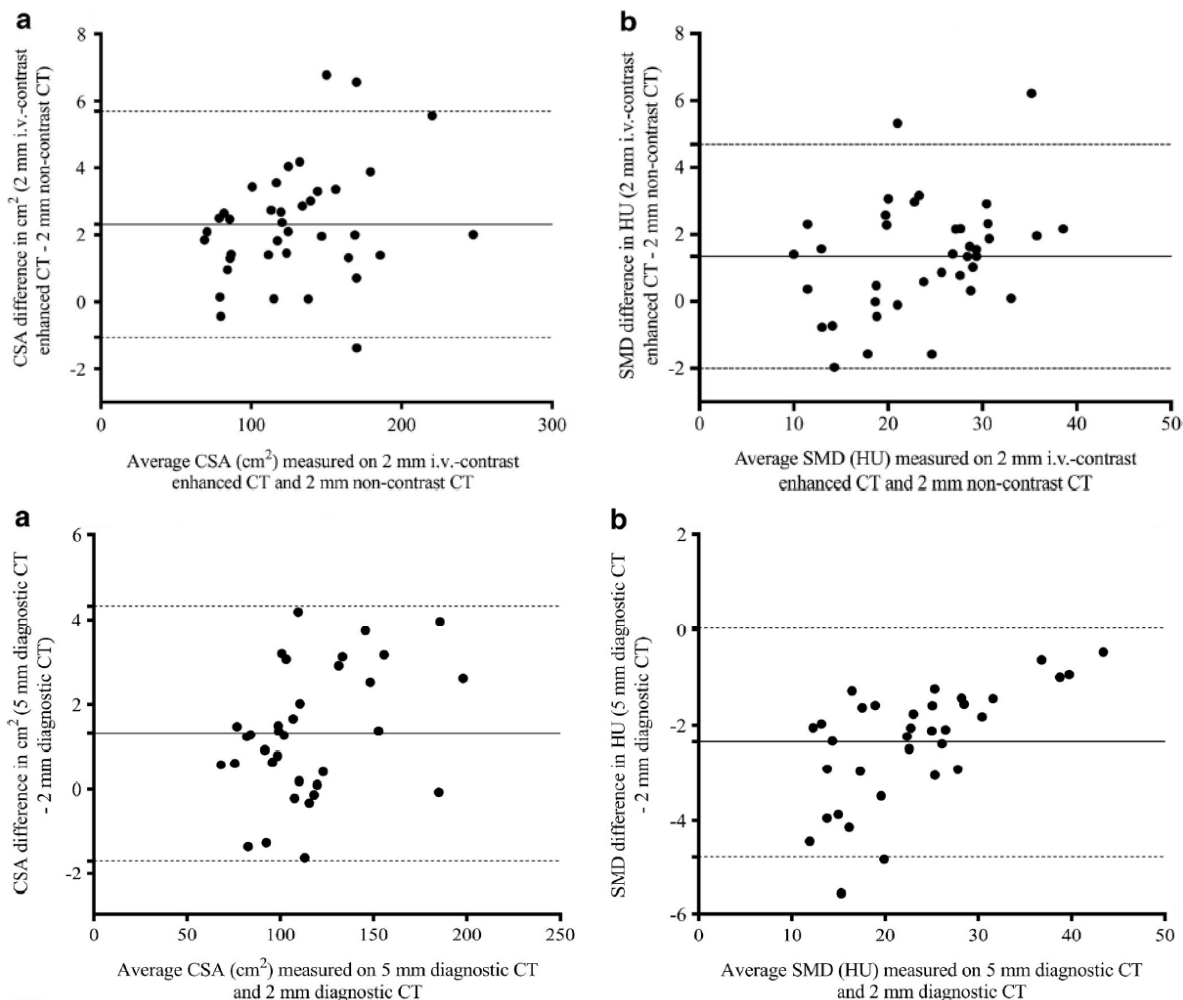 a
CSA difference in cm² (2 mm i.v.-contrast
enhanced CT - 2 mm non-contrast CT)
8
6
4
2
0
-2
0
100
200
300
Average CSA (cm²) measured on 2 mm i.v.-contrast
enhanced CT and 2 mm non-contrast CT
b
SMD difference in HU (2 mm i.v.-contrast
enhanced CT - 2 mm non-contrast CT)
8
6
4
2
0
-2
0
10
20
30
40
50
Average SMD (HU) measured on 2 mm i.v.-contrast
enhanced CT and 2 mm non-contrast CT
a
CSA difference in cm² (5 mm diagnostic CT
- 2 mm diagnostic CT)
6
4
2
0
-2
0
50
100
150
200
250
Average CSA (cm²) measured on 5 mm diagnostic CT
and 2 mm diagnostic CT
b
SMD difference in HU (5 mm diagnostic CT
- 2 mm diagnostic CT)
2
0
-2
-4
-6
0
10
20
30
40
50
Average SMD (HU) measured on 5 mm diagnostic CT
and 2 mm diagnostic CT